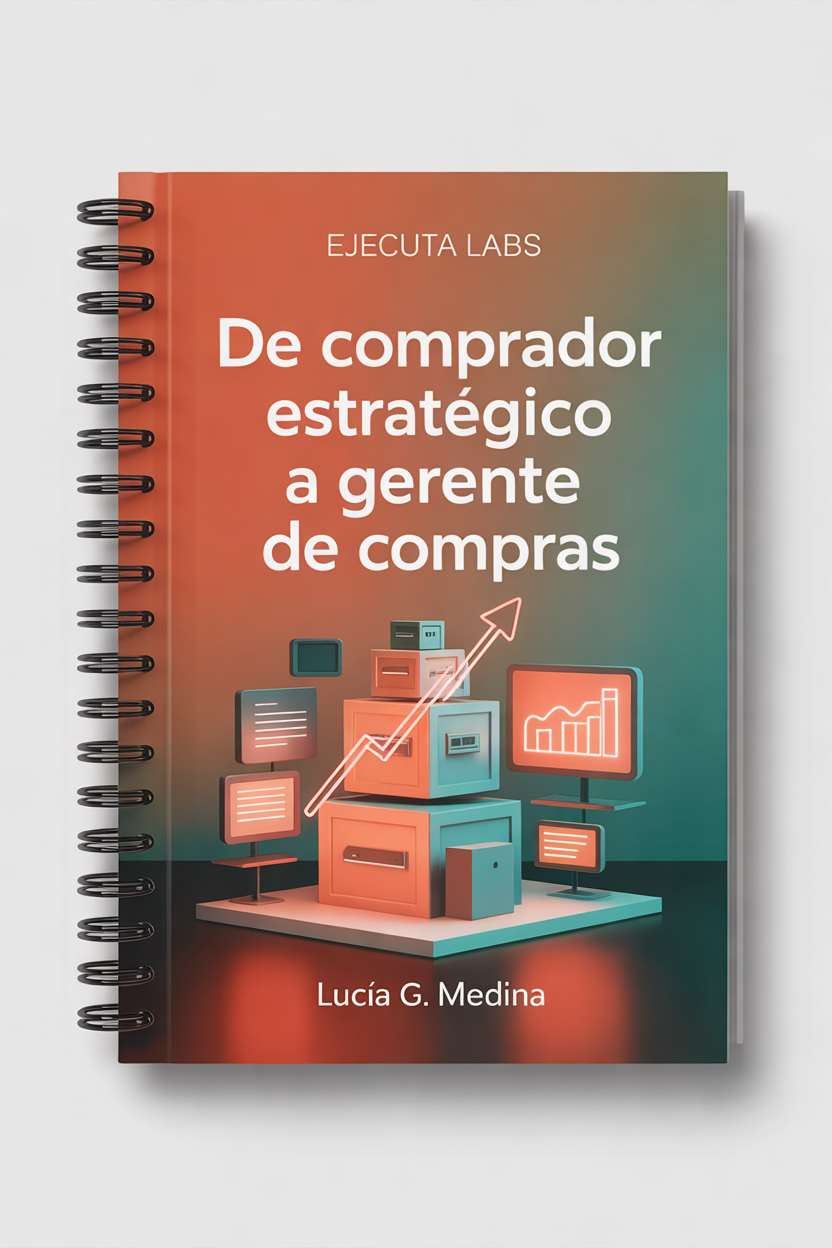 EJECUTA LABS
De comprador
estratégico
a gerente
de compras
Lucía G. Medina